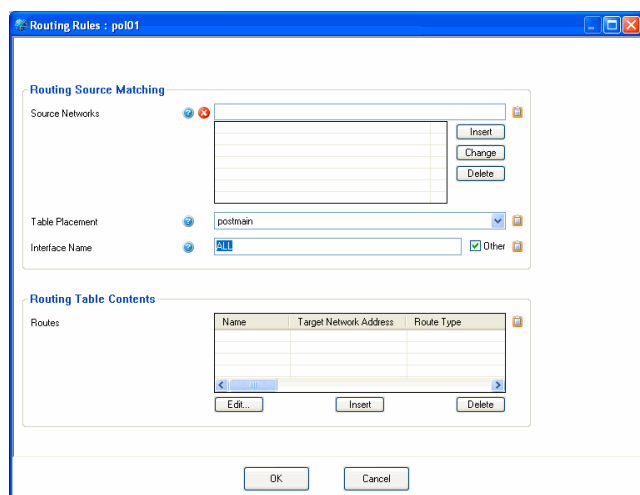 Routing Rules : pol01
Routing Source Matching
Source Networks
Insert
Change
Delete
Table Placement
postmain
Interface Name
ALL
Other
Routing Table Contents
Routes
Name Target Network Address Route Type
Edit... Insert Delete
OK Cancel